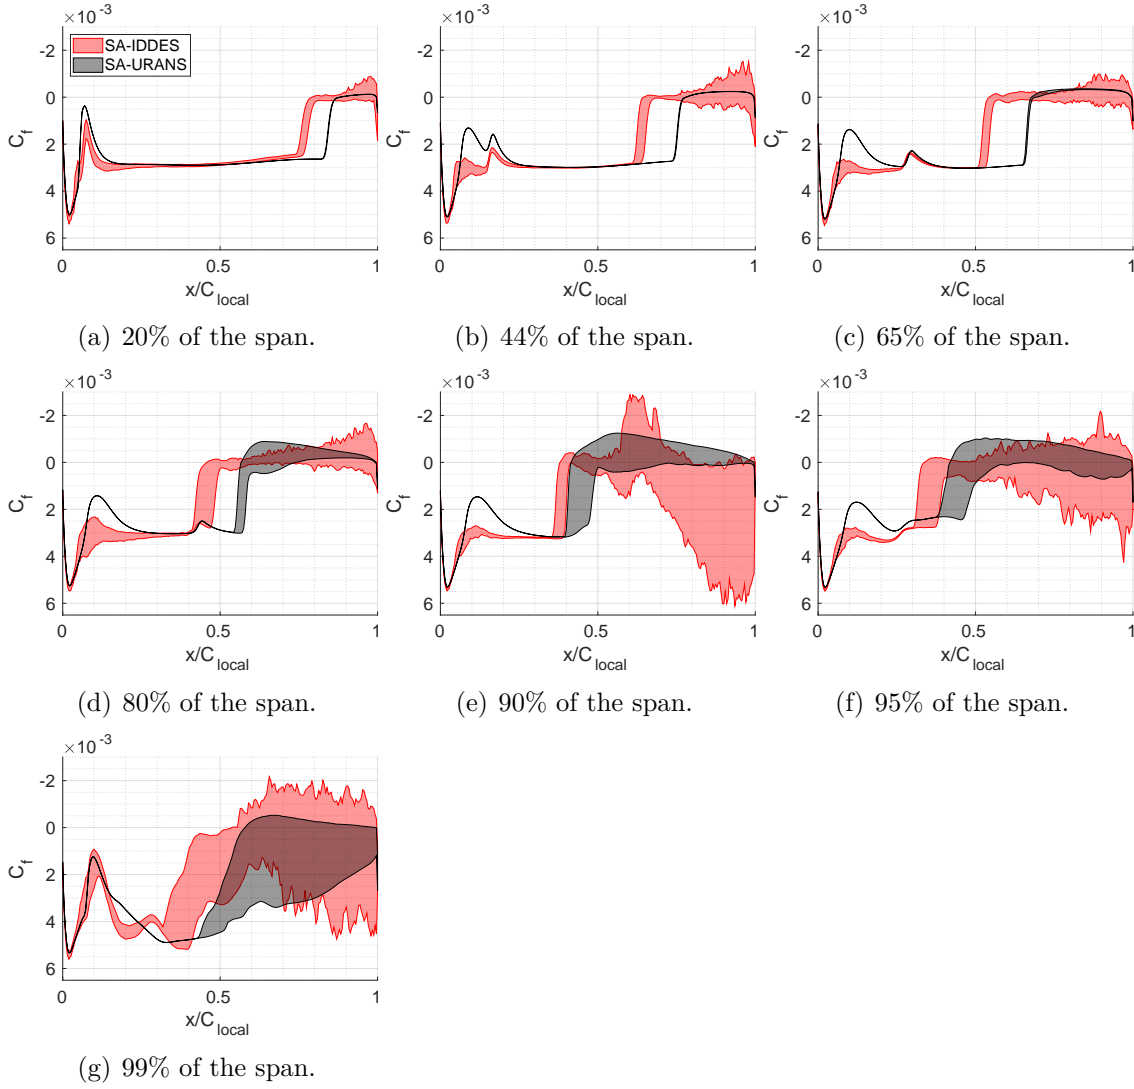 ×10 -3
-2
0
2
4
6
C_f
SA-IDDES
SA-URANS
0 0.5 1
x/C_local
(a) 20% of the span.
×10 -3
-2
0
2
4
6
C_f
0 0.5 1
x/C_local
(b) 44% of the span.
×10 -3
-2
0
2
4
6
C_f
0 0.5 1
x/C_local
(c) 65% of the span.
×10 -3
-2
0
2
4
6
C_f
0 0.5 1
x/C_local
(d) 80% of the span.
×10 -3
-2
0
2
4
6
C_f
0 0.5 1
x/C_local
(e) 90% of the span.
×10 -3
-2
0
2
4
6
C_f
0 0.5 1
x/C_local
(f) 95% of the span.
×10 -3
-2
0
2
4
6
C_f
0 0.5 1
x/C_local
(g) 99% of the span.